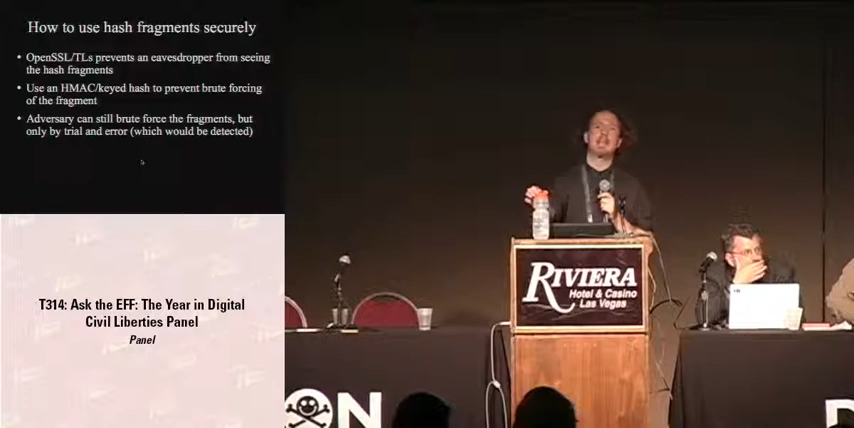 How to use hash fragments securely
• OpenSSL/TLs prevents an eavesdropper from seeing
the hash fragments
• Use an HMAC/keyed hash to prevent brute forcing
of the fragment
• Adversary can still brute force the fragments, but
only by trial and error (which would be detected)
T314: Ask the EFF: The Year in Digital
Civil Liberties Panel
Panel
RIVIERA
Hotel & Casino
Las Vegas
ON
D